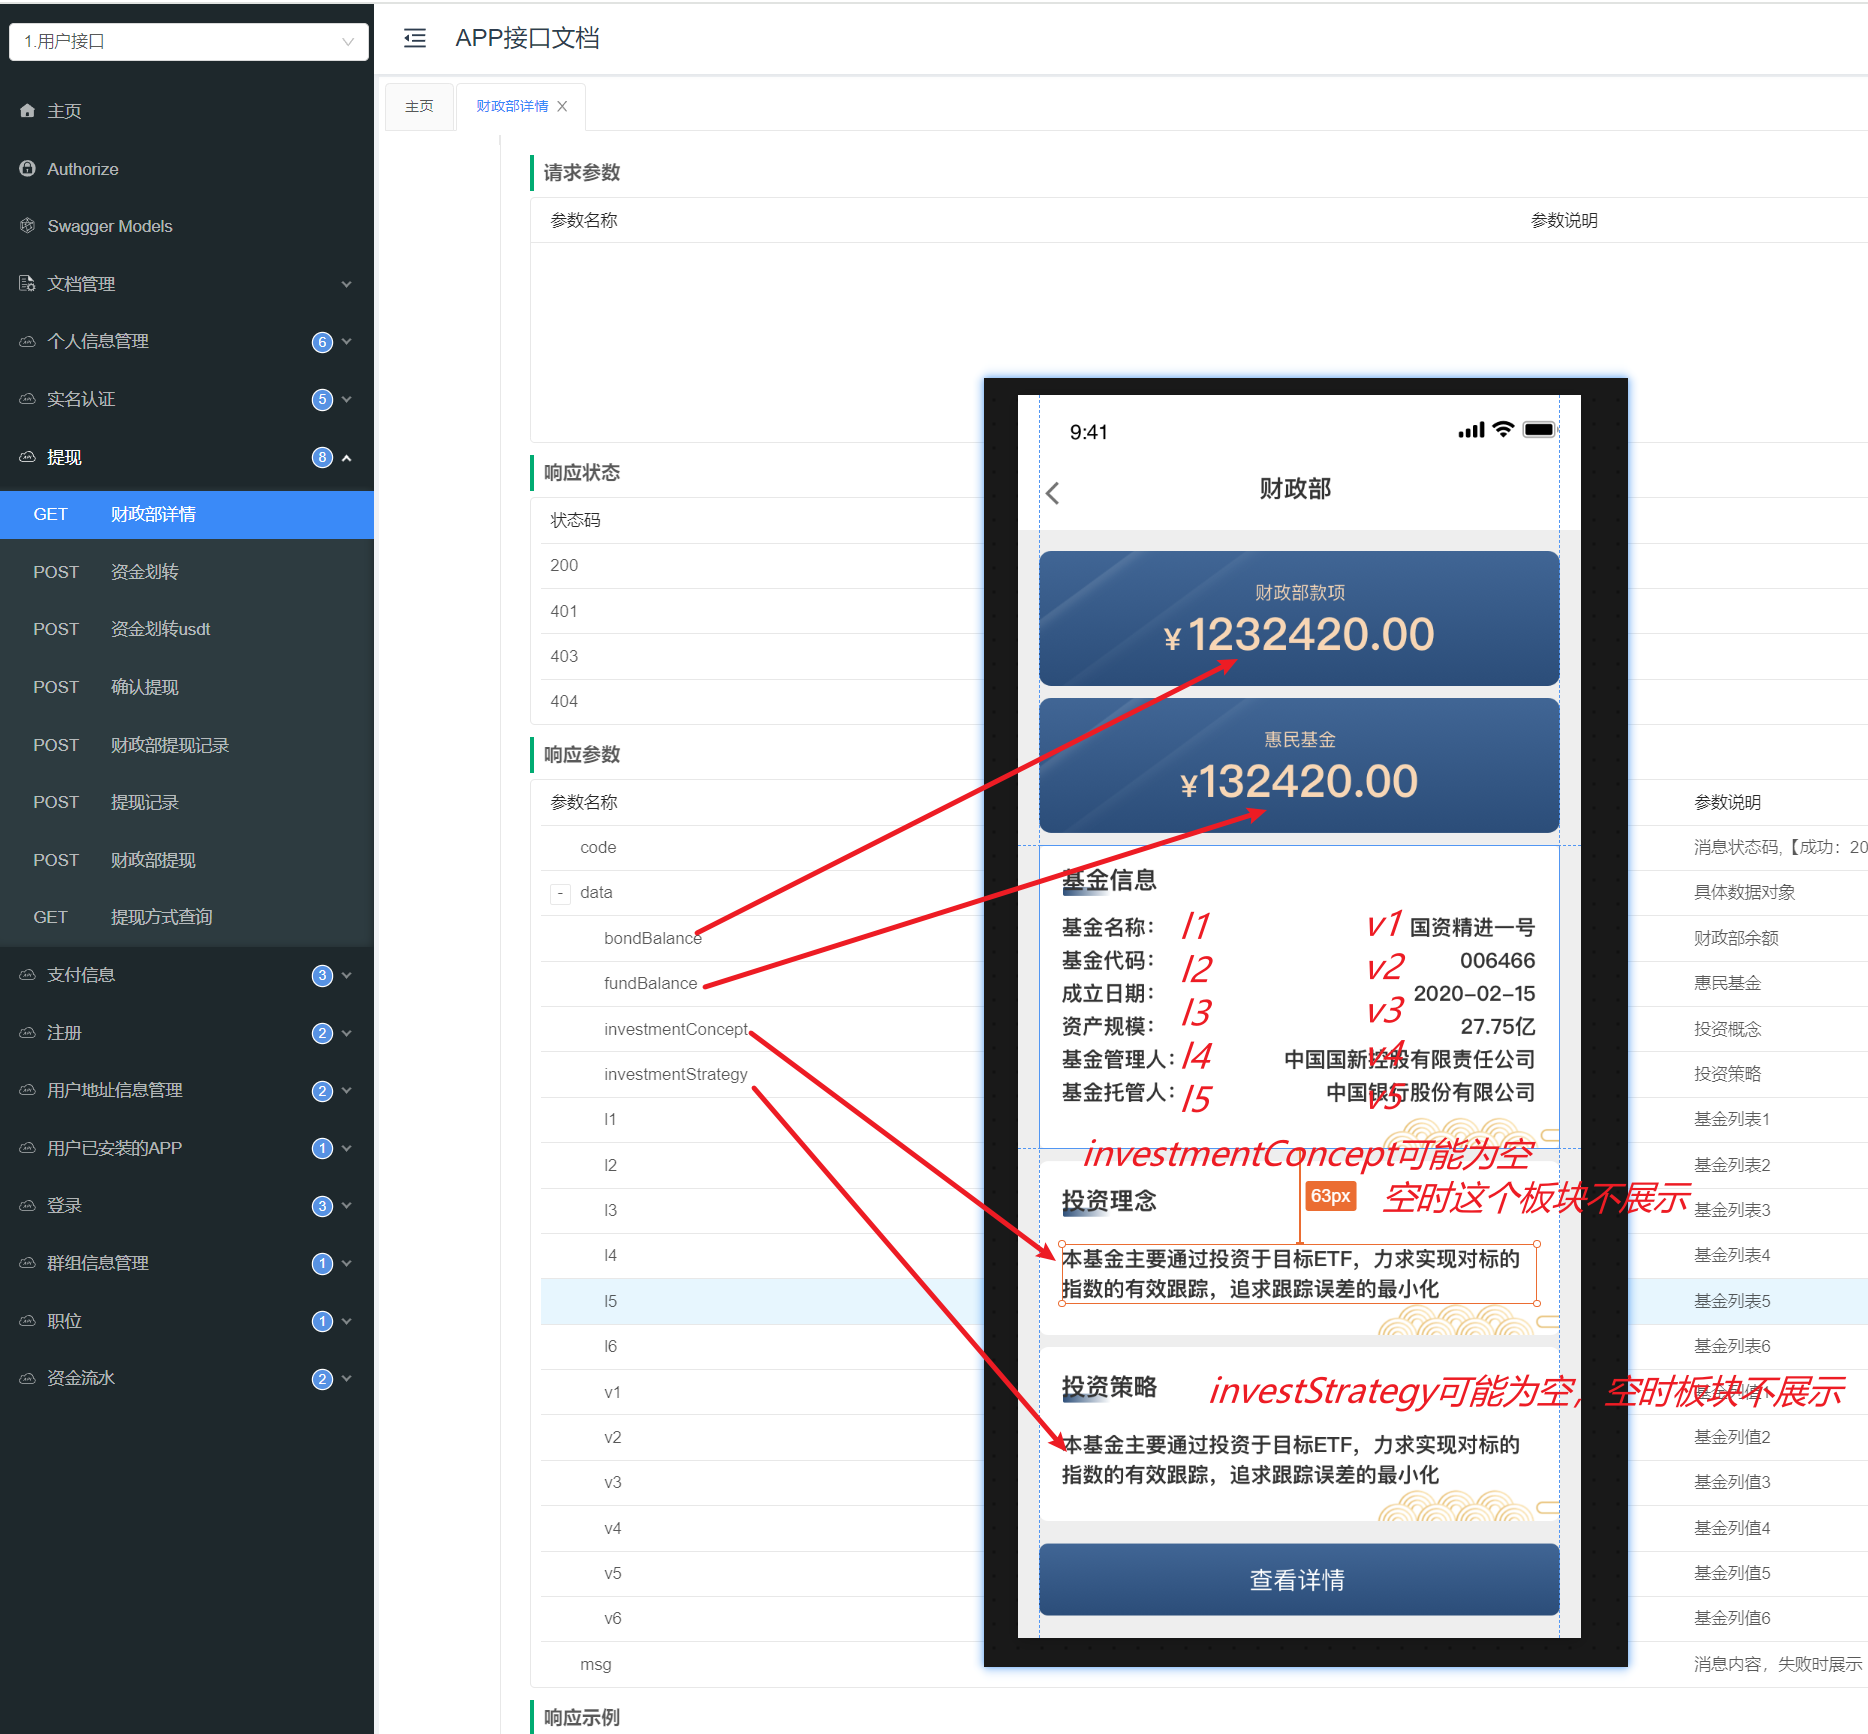 1.用户接口
主页
Authorize
Swagger Models
文档管理
个人信息管理 6
实名认证 5
提现 8
GET 财政部详情
POST 资金划转
POST 资金划转usdt
POST 确认提现
POST 财政部提现记录
POST 提现记录
POST 财政部提现
GET 提现方式查询
支付信息 3
注册 2
用户地址信息管理 2
用户已安装的APP 1
登录 3
群组信息管理 1
职位 1
资金流水 2
APP接口文档
主页 财政部详情
请求参数
参数名称 参数说明
响应状态
状态码
200
401
403
404
响应参数
参数名称 参数说明
code 消息状态码,【成功：20
- data 具体数据对象
bondBalance 财政部余额
fundBalance 惠民基金
investmentConcept 投资概念
investmentStrategy 投资策略
l1 基金列表1
l2 基金列表2
l3 基金列表3
l4 基金列表4
l5 基金列表5
l6 基金列表6
v1 基金列值1
v2 基金列值2
v3 基金列值3
v4 基金列值4
v5 基金列值5
v6 基金列值6
msg 消息内容，失败时展示
响应示例
9:41
财政部
财政部款项
¥1232420.00
惠民基金
¥132420.00
基金信息
基金名称： l1 v1 国资精进一号
基金代码： l2 v2 006466
成立日期： l3 v3 2020-02-15
资产规模： 27.75亿
基金管理人： l4 v4 中国国新控股有限责任公司
基金托管人： l5 v5 中国银行股份有限公司
investmentConcept可能为空
空时这个板块不展示
63px
投资理念
本基金主要通过投资于目标ETF，力求实现对标的
指数的有效跟踪，追求跟踪误差的最小化
投资策略
investStrategy可能为空，空时板块不展示
本基金主要通过投资于目标ETF，力求实现对标的
指数的有效跟踪，追求跟踪误差的最小化
查看详情